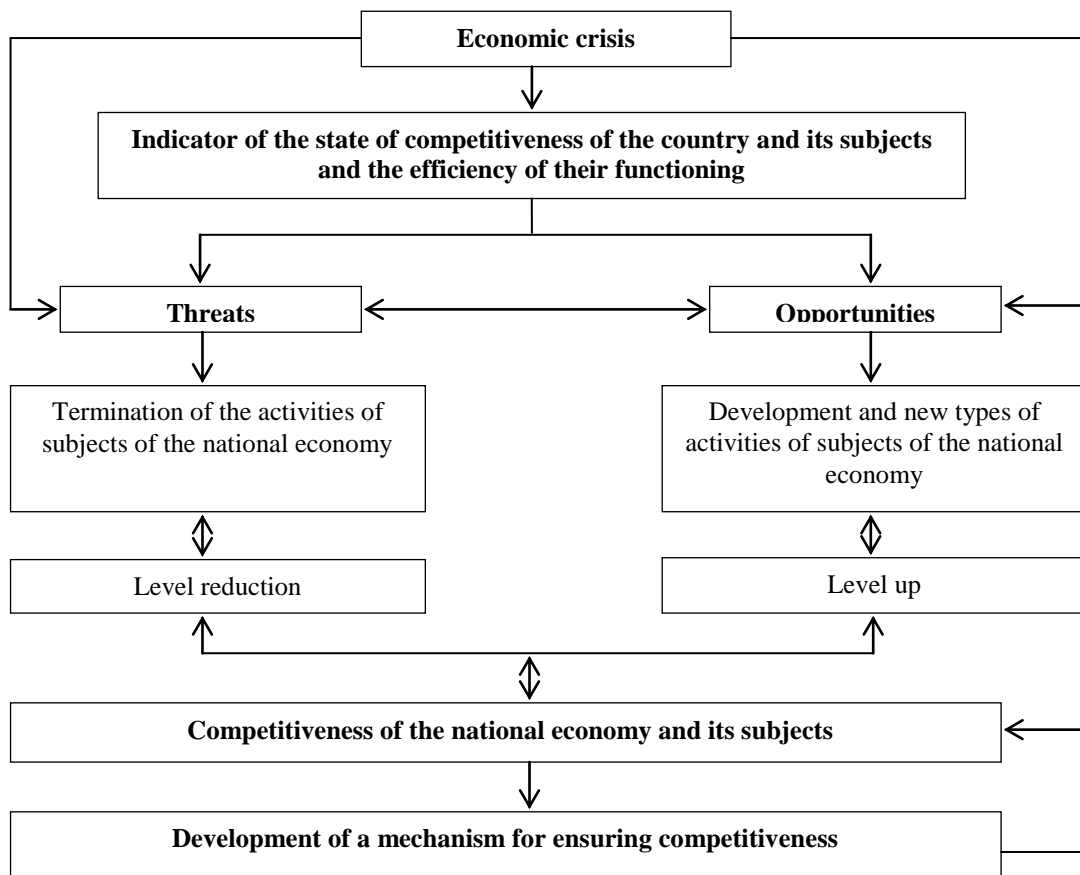 Economic crisis
Indicator of the state of competitiveness of the country and its subjects
and the efficiency of their functioning
Threats
Opportunities
Termination of the activities of
subjects of the national economy
Development and new types of
activities of subjects of the national
economy
Level reduction
Level up
Competitiveness of the national economy and its subjects
Development of a mechanism for ensuring competitiveness